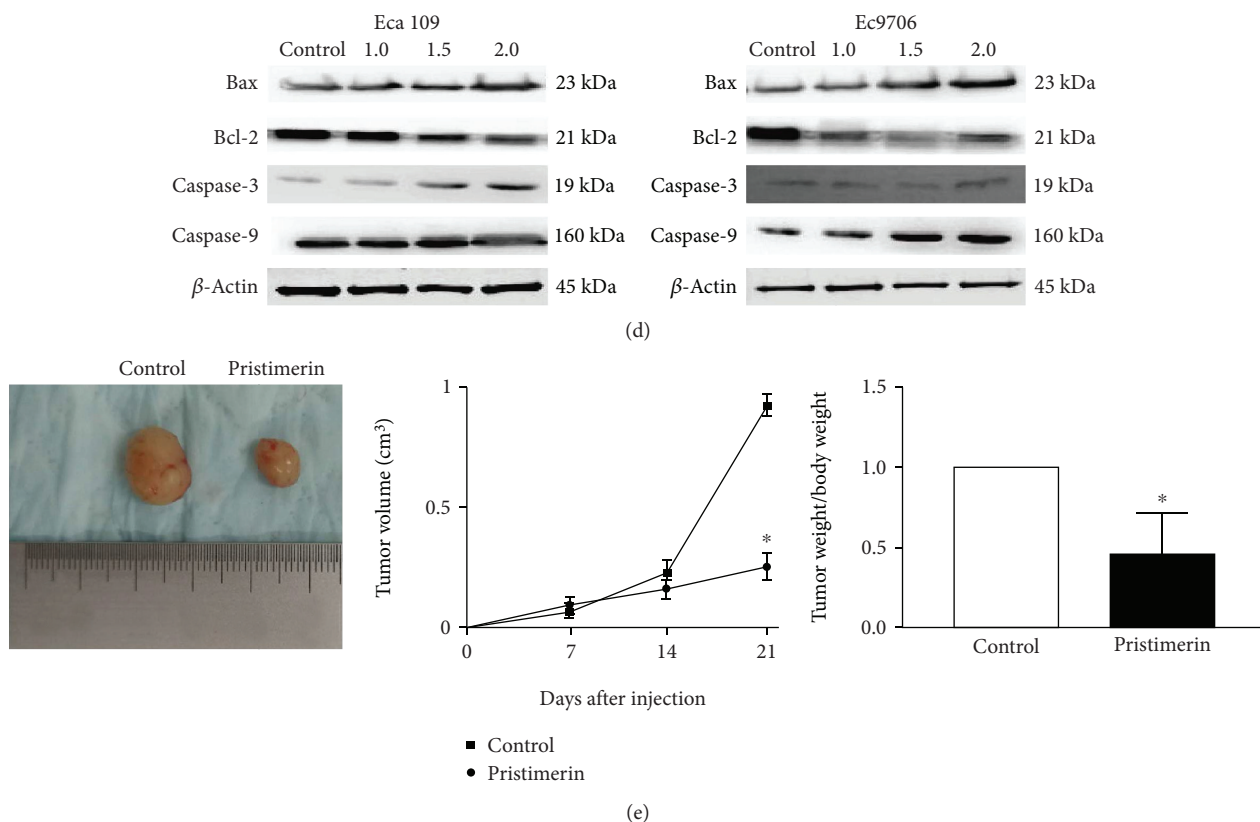 Eca 109
Control 1.0 1.5 2.0
Bax 23 kDa
Bcl-2 21 kDa
Caspase-3 19 kDa
Caspase-9 160 kDa
β-Actin 45 kDa
Ec9706
Control 1.0 1.5 2.0
Bax 23 kDa
Bcl-2 21 kDa
Caspase-3 19 kDa
Caspase-9 160 kDa
β-Actin 45 kDa
(d)
Control Pristimerin
Tumor volume (cm³)
1
0.5
0
0 7 14 21
*
Days after injection
Control
Pristimerin
Tumor weight/body weight
1.5
1.0
0.5
0.0
*
Control Pristimerin
(e)